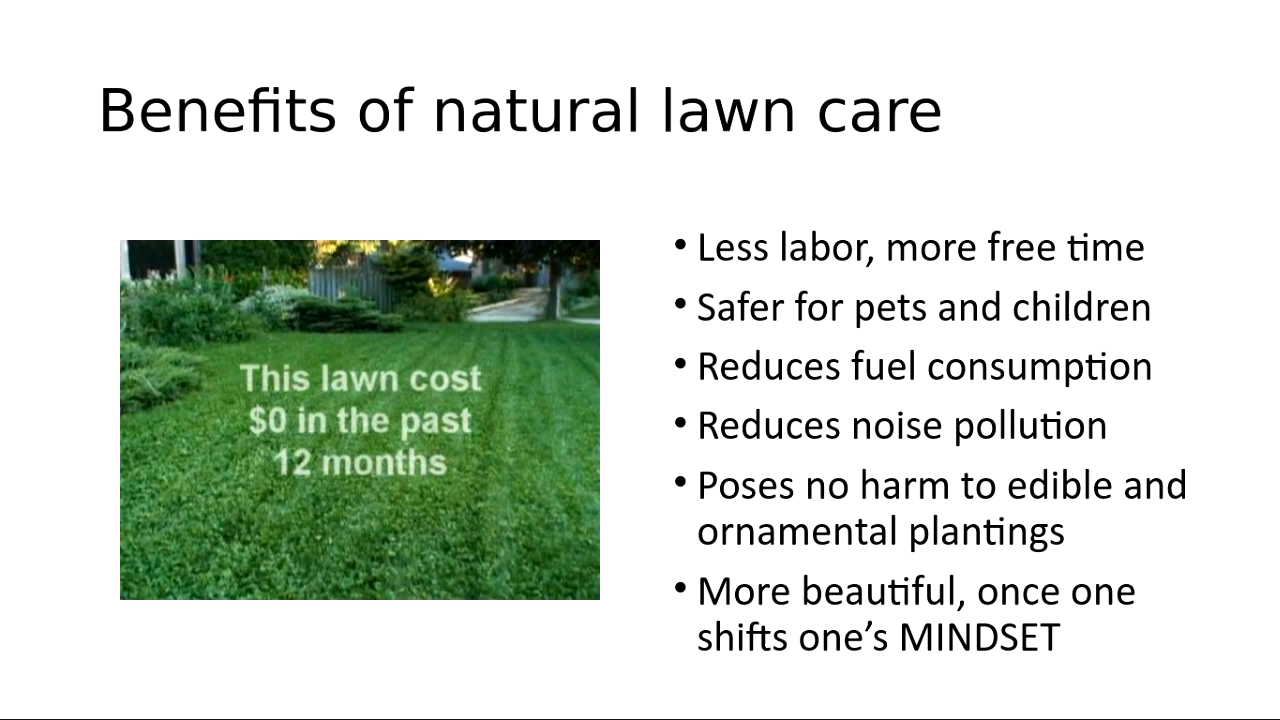 Benefits of natural lawn care
This lawn cost
$0 in the past
12 months
• Less labor, more free time
• Safer for pets and children
• Reduces fuel consumption
• Reduces noise pollution
• Poses no harm to edible and
ornamental plantings
• More beautiful, once one
shifts one’s MINDSET